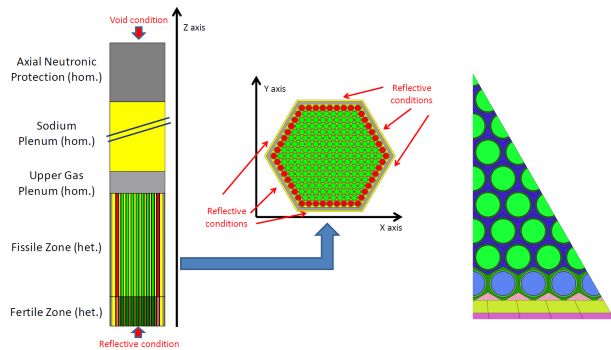 Void condition
Z axis
Axial Neutronic
Protection (hom.)
Sodium
Plenum (hom.)
Upper Gas
Plenum (hom.)
Fissile Zone (het.)
Fertile Zone (het.)
Reflective condition
Y axis
Reflective
conditions
Reflective
conditions
X axis